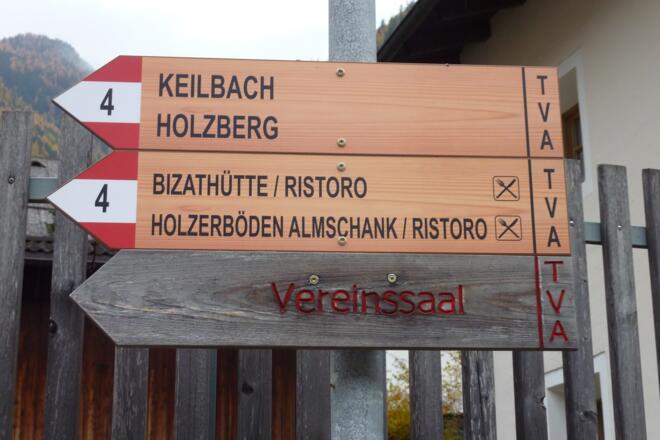 4 KEILBACH TVA
HOLZBERG
4 BIZATHÜTTE / RISTORO TVA
HOLZERBÖDEN ALMSCHANK / RISTORO
Vereinssaal TVA